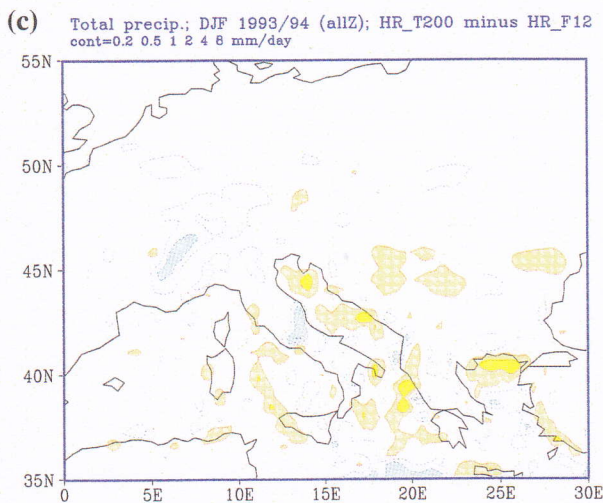 (c) Total precip.; DJF 1993/94 (allZ); HR_T200 minus HR_F12
cont=0.2 0.5 1 2 4 8 mm/day
55N
50N
45N
40N
35N
0 5E 10E 15E 20E 25E 30E